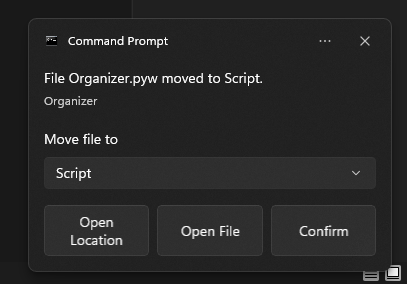 Command Prompt
File Organizer.pyw moved to Script.
Organizer
Move file to
Script
Open
Location
Open File
Confirm